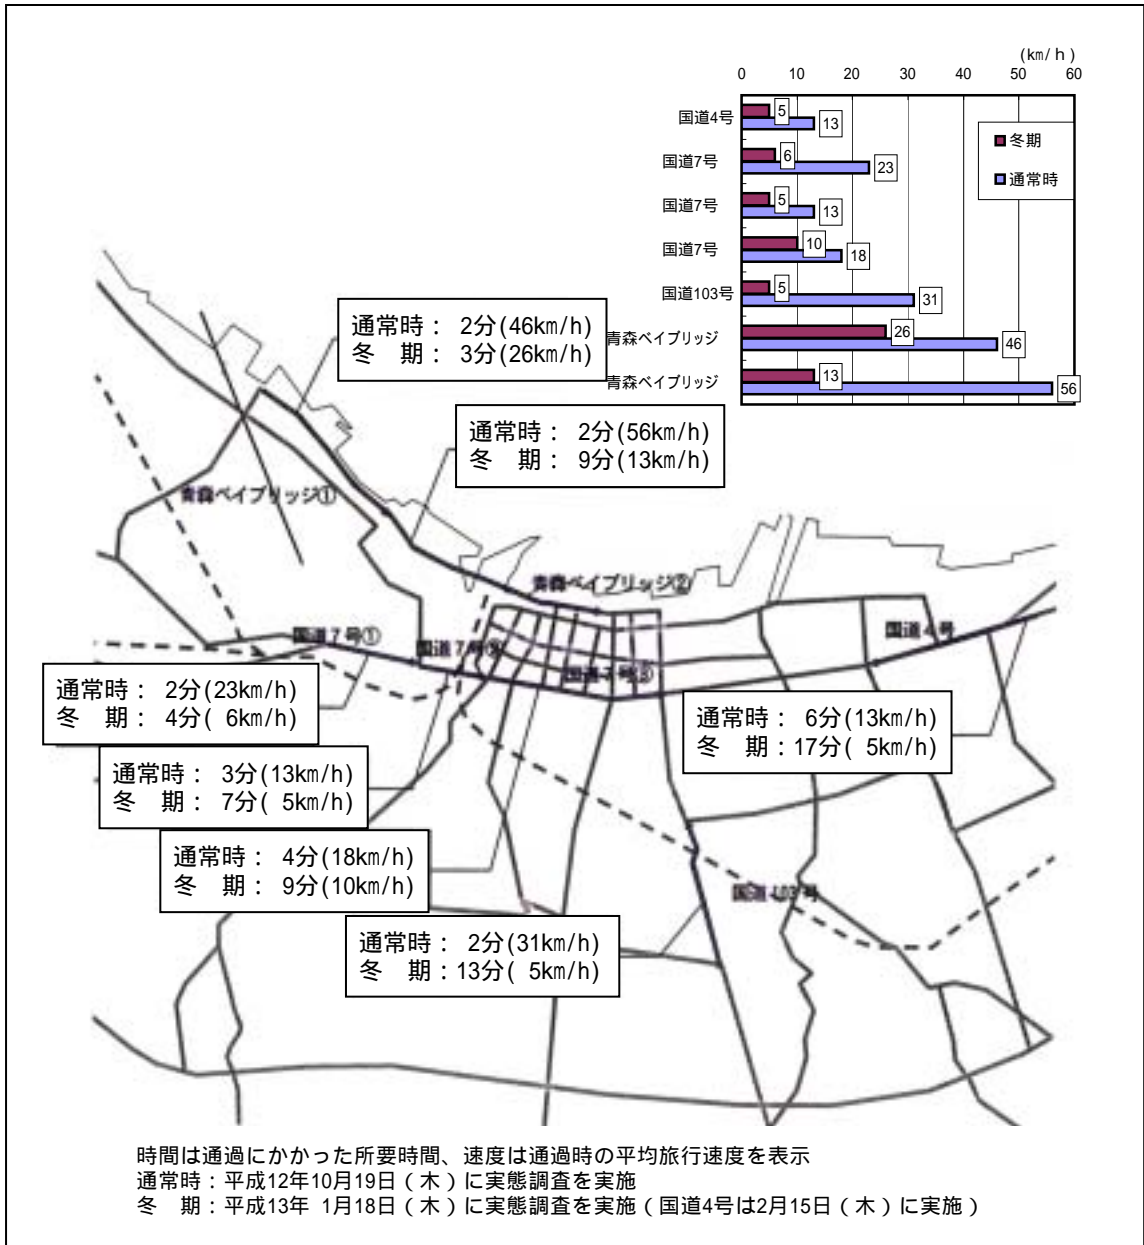 (km/h)
0 10 20 30 40 50 60
国道4号 5 13
国道7号 6 23
国道7号 5 13
国道7号 10 18
国道103号 5 31
青森ベイブリッジ 26 46
青森ベイブリッジ 13 56
冬期
通常時
通常時： 2分(46km/h)
冬　期： 3分(26km/h)
通常時： 2分(56km/h)
冬　期： 9分(13km/h)
青森ベイブリッジ①
青森ベイブリッジ②
国道7号①
国道7号
国道7号
国道4号
通常時： 2分(23km/h)
冬　期： 4分( 6km/h)
通常時： 6分(13km/h)
冬　期：17分( 5km/h)
通常時： 3分(13km/h)
冬　期： 7分( 5km/h)
通常時： 4分(18km/h)
冬　期： 9分(10km/h)
国道103号
通常時： 2分(31km/h)
冬　期：13分( 5km/h)
時間は通過にかかった所要時間、速度は通過時の平均旅行速度を表示
通常時：平成12年10月19日（木）に実態調査を実施
冬　期：平成13年 1月18日（木）に実態調査を実施（国道4号は2月15日（木）に実施）